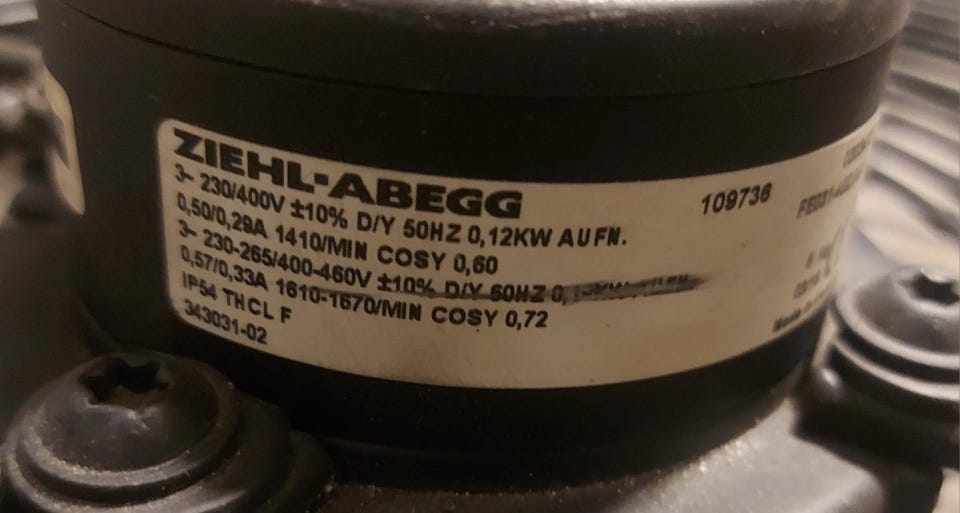 ZIEHL-ABEGG
3~ 230/400V ±10% D/Y 50HZ 0,12KW AUFN.
0,50/0,29A 1410/MIN COSY 0,60
3~ 230-265/400-460V ±10% D/Y 60HZ 0,
0,57/0,33A 1610-1670/MIN COSY 0,72
IP54 THCL F
343031-02
109736